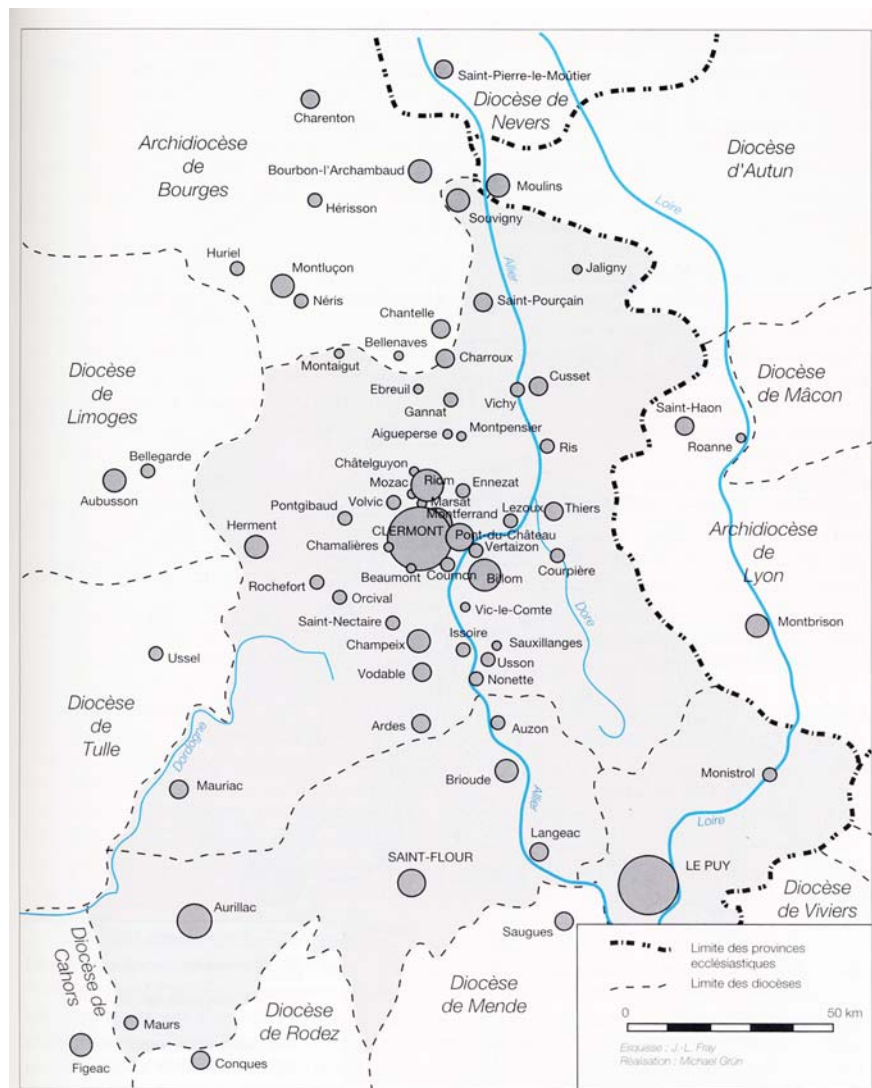 Saint-Pierre-le-Moûtier
Diocèse de
Nevers
Charenton
Archidiocèse
de
Bourges
Diocèse
d'Autun
Bourbon-l'Archambaud
Moulins
Hérisson
Souvigny
Loire
Huriel
Allier
Jaligny
Montluçon
Néris
Saint-Pourçain
Chantelle
Bellenaves
Montaigut
Charroux
Diocèse
de
Limoges
Diocèse
de Mâcon
Ebreuil
Cusset
Vichy
Gannat
Saint-Haon
Aigueperse
Montpensier
Roanne
Ris
Bellegarde
Châtelguyon
Aubusson
Mozac
Riom
Ennezat
Pontgibaud
Volvic
Marsat
Lezoux
Thiers
Montferrand
Herment
CLERMONT
Pont-du-Château
Archidiocèse
de
Lyon
Chamalières
Vertaizon
Courpière
Beaumont
Cournon
Billom
Rochefort
Orcival
Vic-le-Comte
Dore
Saint-Nectaire
Montbrison
Issoire
Champeix
Sauxillanges
Ussel
Usson
Vodable
Nonette
Diocèse
de
Tulle
Ardes
Auzon
Dordogne
Mauriac
Brioude
Monistrol
Allier
Loire
Langeac
SAINT-FLOUR
LE PUY
Aurillac
Diocèse
de Viviers
Saugues
Diocèse de
Cahors
Diocèse
de Rodez
Diocèse
de Mende
Maurs
Figeac
Conques
Limite des provinces
ecclésiastiques
Limite des diocèses
0 50 km
Esquisse : J.-L. Fray
Réalisation : Michael Grün